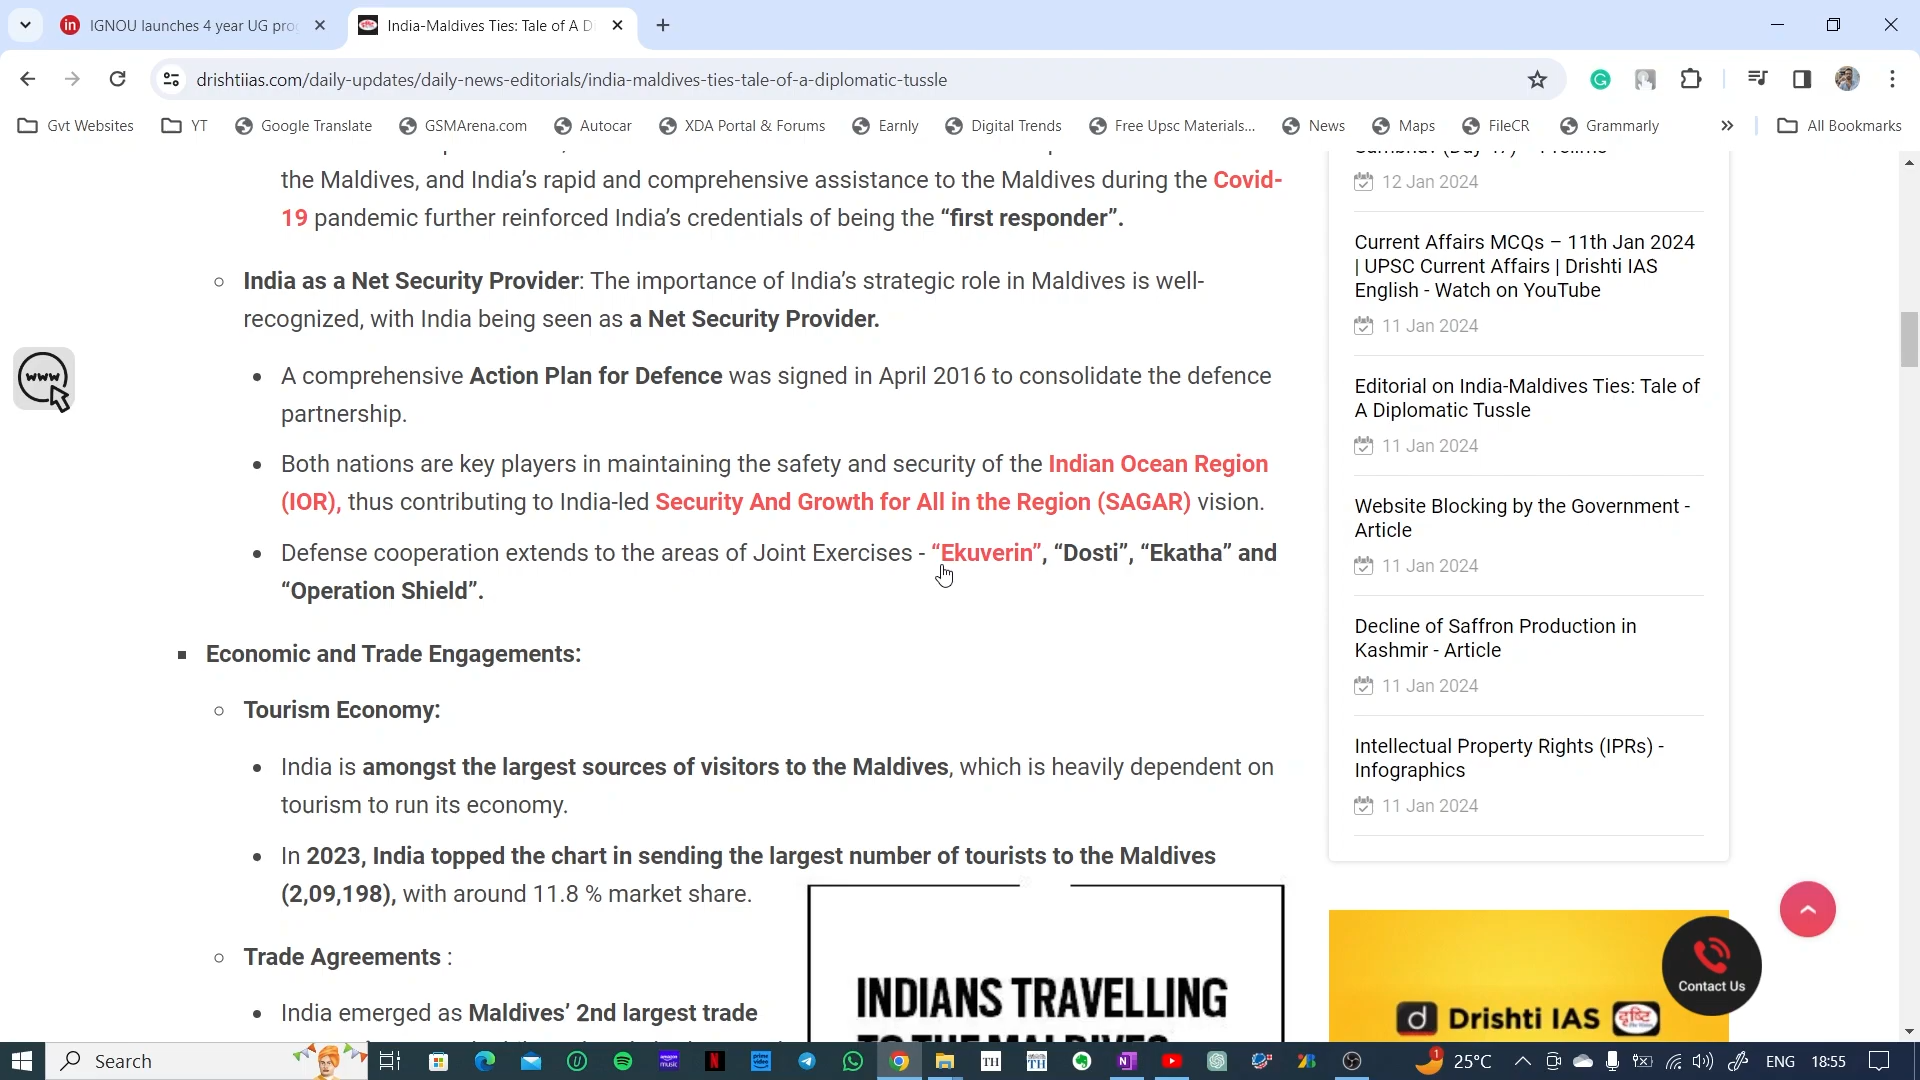 IGNOU launches 4 year UG pro
India-Maldives Ties: Tale of A D
drishtiias.com/daily-updates/daily-news-editorials/india-maldives-ties-tale-of-a-diplomatic-tussle
Gvt Websites
YT
Google Translate
GSMArena.com
Autocar
XDA Portal & Forums
Earnly
Digital Trends
Free Upsc Materials...
News
Maps
FileCR
Grammarly
All Bookmarks
the Maldives, and India's rapid and comprehensive assistance to the Maldives during the Covid-
19 pandemic further reinforced India's credentials of being the “first responder”.
India as a Net Security Provider: The importance of India's strategic role in Maldives is well-
recognized, with India being seen as a Net Security Provider.
A comprehensive Action Plan for Defence was signed in April 2016 to consolidate the defence
partnership.
Both nations are key players in maintaining the safety and security of the Indian Ocean Region
(IOR), thus contributing to India-led Security And Growth for All in the Region (SAGAR) vision.
Defense cooperation extends to the areas of Joint Exercises - “Ekuverin”, “Dosti”, “Ekatha” and
“Operation Shield”.
Economic and Trade Engagements:
Tourism Economy:
India is amongst the largest sources of visitors to the Maldives, which is heavily dependent on
tourism to run its economy.
In 2023, India topped the chart in sending the largest number of tourists to the Maldives
(2,09,198), with around 11.8 % market share.
Trade Agreements :
India emerged as Maldives' 2nd largest trade
INDIANS TRAVELLING
TO THE MALDIVES
www
12 Jan 2024
Current Affairs MCQs – 11th Jan 2024
| UPSC Current Affairs | Drishti IAS
English - Watch on YouTube
11 Jan 2024
Editorial on India-Maldives Ties: Tale of
A Diplomatic Tussle
11 Jan 2024
Website Blocking by the Government -
Article
11 Jan 2024
Decline of Saffron Production in
Kashmir - Article
11 Jan 2024
Intellectual Property Rights (IPRs) -
Infographics
11 Jan 2024
Contact Us
d Drishti IAS दृष्टि
Search
TH
TH
1
25°C
ENG
18:55